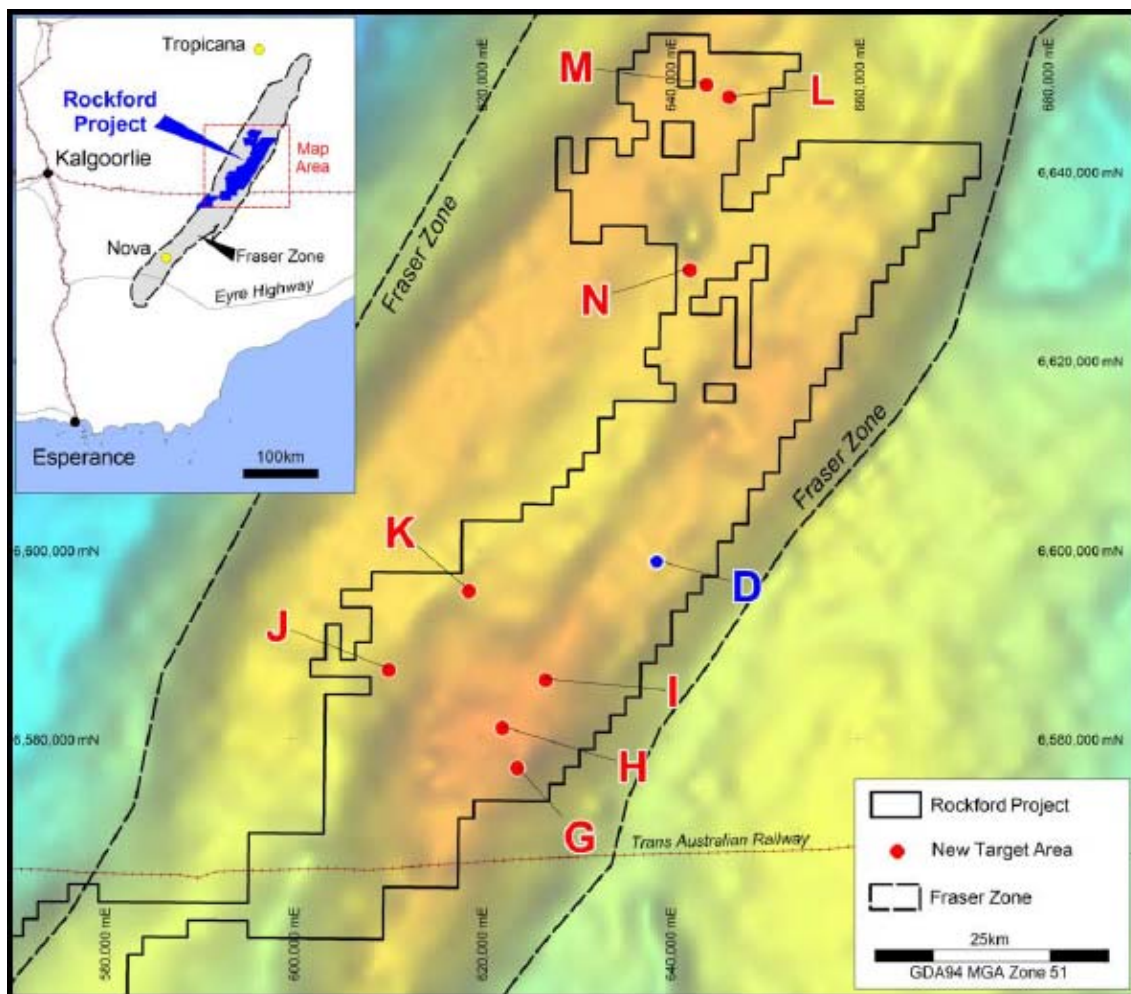 Tropicana
Rockford
Project
Kalgoorlie
Map
Area
Nova
Fraser Zone
Eyre Highway
Esperance
100km
620,000 mE
640,000 mE
660,000 mE
680,000 mE
M
L
6,640,000 mN
Fraser Zone
N
6,620,000 mN
Fraser Zone
6,600,000 mN
K
6,600,000 mN
D
J
I
6,580,000 mN
H
6,580,000 mN
G
Trans Australian Railway
580,000 mE
600,000 mE
620,000 mE
640,000 mE
Rockford Project
New Target Area
Fraser Zone
25km
GDA94 MGA Zone 51